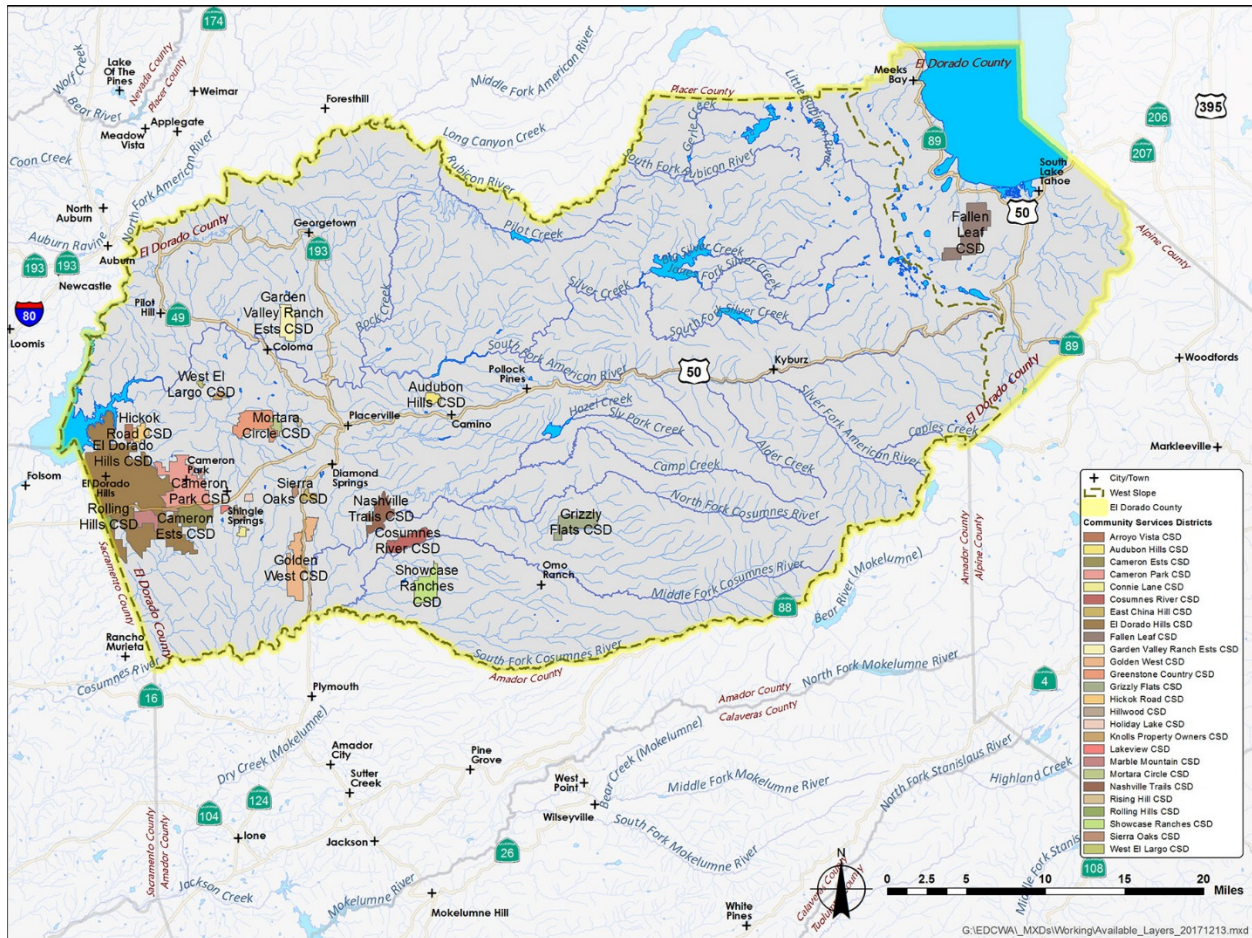 174
Lake
Of The
Pines
Weimar
Wolf Creek
Nevada County
Placer County
Bear River
Applegate
Meadow
Vista
Foresthill
Middle Fork American River
Long Canyon Creek
Coon Creek
North Fork American River
Rubicon River
Placer County
Gerle Creek
Little Rubicon River
South Fork Rubicon River
Meeks
Bay
El Dorado County
89
395
206
207
South
Lake
Tahoe
50
Fallen
Leaf
CSD
Alpine County
North
Auburn
Auburn Ravine
Auburn
193
193
Newcastle
El Dorado County
Georgetown
193
Pilot Creek
80
Loomis
Pilot
Hill
49
Garden
Valley Ranch
Ests CSD
Coloma
Rock Creek
Silver Creek
South Fork Silver Creek
South Fork American River
Pollock
Pines
50
Kyburz
89
Woodfords
West El
Largo CSD
Audubon
Hills CSD
Camino
Hazel Creek
Sly Park Creek
Silver Fork American River
Caples Creek
El Dorado County
Alder Creek
Markleeville
Hickok
Road CSD
El Dorado
Hills CSD
Mortara
Circle CSD
Placerville
Folsom
El Dorado
Hills
Cameron
Park
Cameron
Park CSD
Diamond
Springs
Sierra
Oaks CSD
Rolling
Hills CSD
Cameron
Ests CSD
Shingle
Springs
Nashville
Trails CSD
Cosumnes
River CSD
Camp Creek
North Fork Cosumnes River
Grizzly
Flats CSD
Golden
West CSD
Showcase
Ranches
CSD
Omo
Ranch
Middle Fork Cosumnes River
Sacramento County
El Dorado County
Rancho
Murieta
Cosumnes River
South Fork Cosumnes River
Amador County
88
Bear River (Mokelumne)
Amador County
Alpine County
16
Plymouth
Dry Creek (Mokelumne)
Amador
City
Sutter
Creek
Pine
Grove
North Fork Mokelumne River
Amador County
Calaveras County
4
West
Point
Wilseyville
Bear Creek (Mokelumne)
Middle Fork Mokelumne River
South Fork Mokelumne River
North Fork Stanislaus River
Highland Creek
104
124
Ione
Jackson
26
Sacramento County
Amador County
Jackson Creek
Mokelumne River
Mokelumne Hill
White
Pines
Calaveras County
108
City/Town
West Slope
El Dorado County
Community Services Districts
Arroyo Vista CSD
Audubon Hills CSD
Cameron Ests CSD
Cameron Park CSD
Connie Lane CSD
Cosumnes River CSD
East China Hill CSD
El Dorado Hills CSD
Fallen Leaf CSD
Garden Valley Ranch Ests CSD
Golden West CSD
Greenstone Country CSD
Grizzly Flats CSD
Hickok Road CSD
Hillwood CSD
Holiday Lake CSD
Knolls Property Owners CSD
Lakeview CSD
Marble Mountain CSD
Mortara Circle CSD
Nashville Trails CSD
Rising Hill CSD
Rolling Hills CSD
Showcase Ranches CSD
Sierra Oaks CSD
West El Largo CSD
N
0 2.5 5 10 15 20
Miles
G:\EDCWA\_MXDs\Working\Available_Layers_20171213.mxd